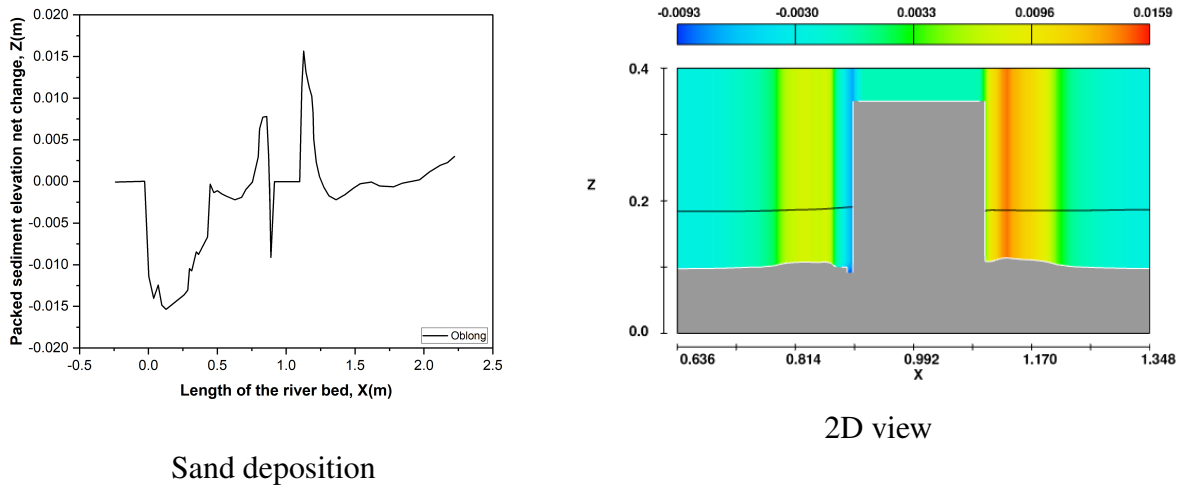 Packed sediment elevation net change, Z(m)
0.020
0.015
0.010
0.005
0.000
-0.005
-0.010
-0.015
-0.020
-0.5 0.0 0.5 1.0 1.5 2.0 2.5
Oblong
Length of the river bed, X(m)
Sand deposition
-0.0093 -0.0030 0.0033 0.0096 0.0159
0.4
Z
0.2
0.0
0.636 0.814 0.992 1.170 1.348
X
2D view